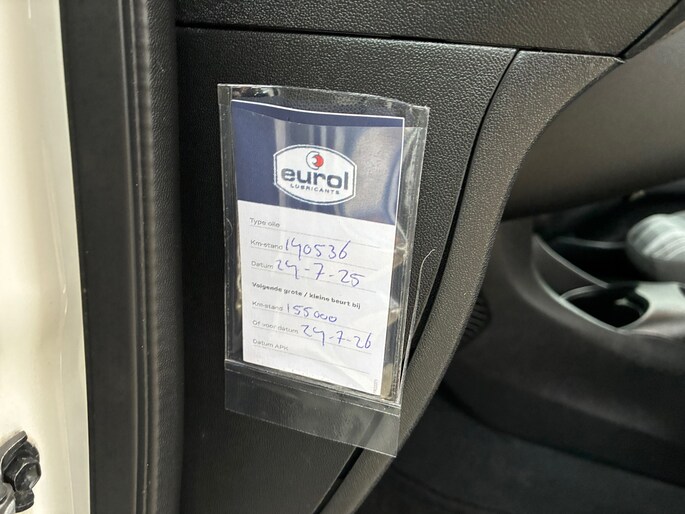 eurol
LUBRICANTS
Type olie
Km-stand 140536
Datum 24-7-25
Volgende grote / kleine beurt bij
Km-stand 155000
Of voor datum 24-7-26
Datum APK